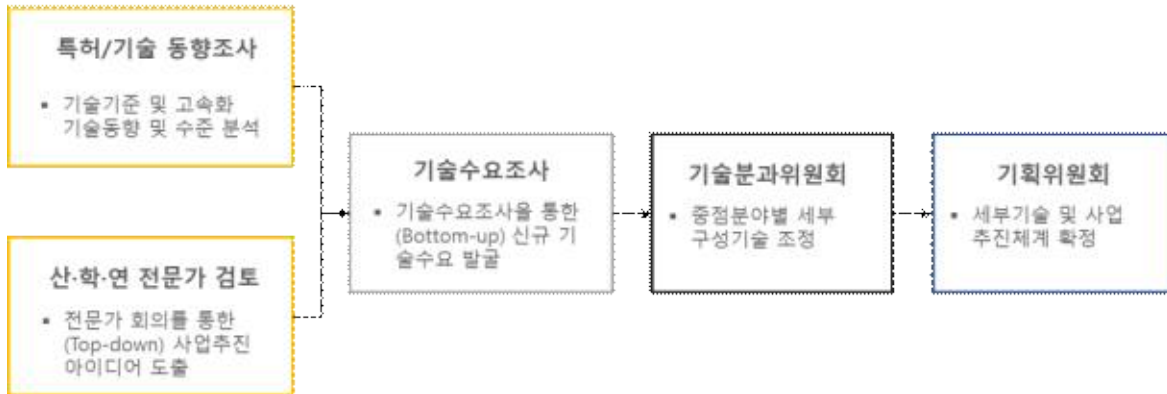 특허/기술 동향조사
▪ 기술기준 및 고속화
기술동향 및 수준 분석
산·학·연 전문가 검토
▪ 전문가 회의를 통한
(Top-down) 사업추진
아이디어 도출
기술수요조사
▪ 기술수요조사을 통한
(Bottom-up) 신규 기
술수요 발굴
기술분과위원회
▪ 중점분야별 세부
구성기술 조정
기획위원회
▪ 세부기술 및 사업
추진체계 확정